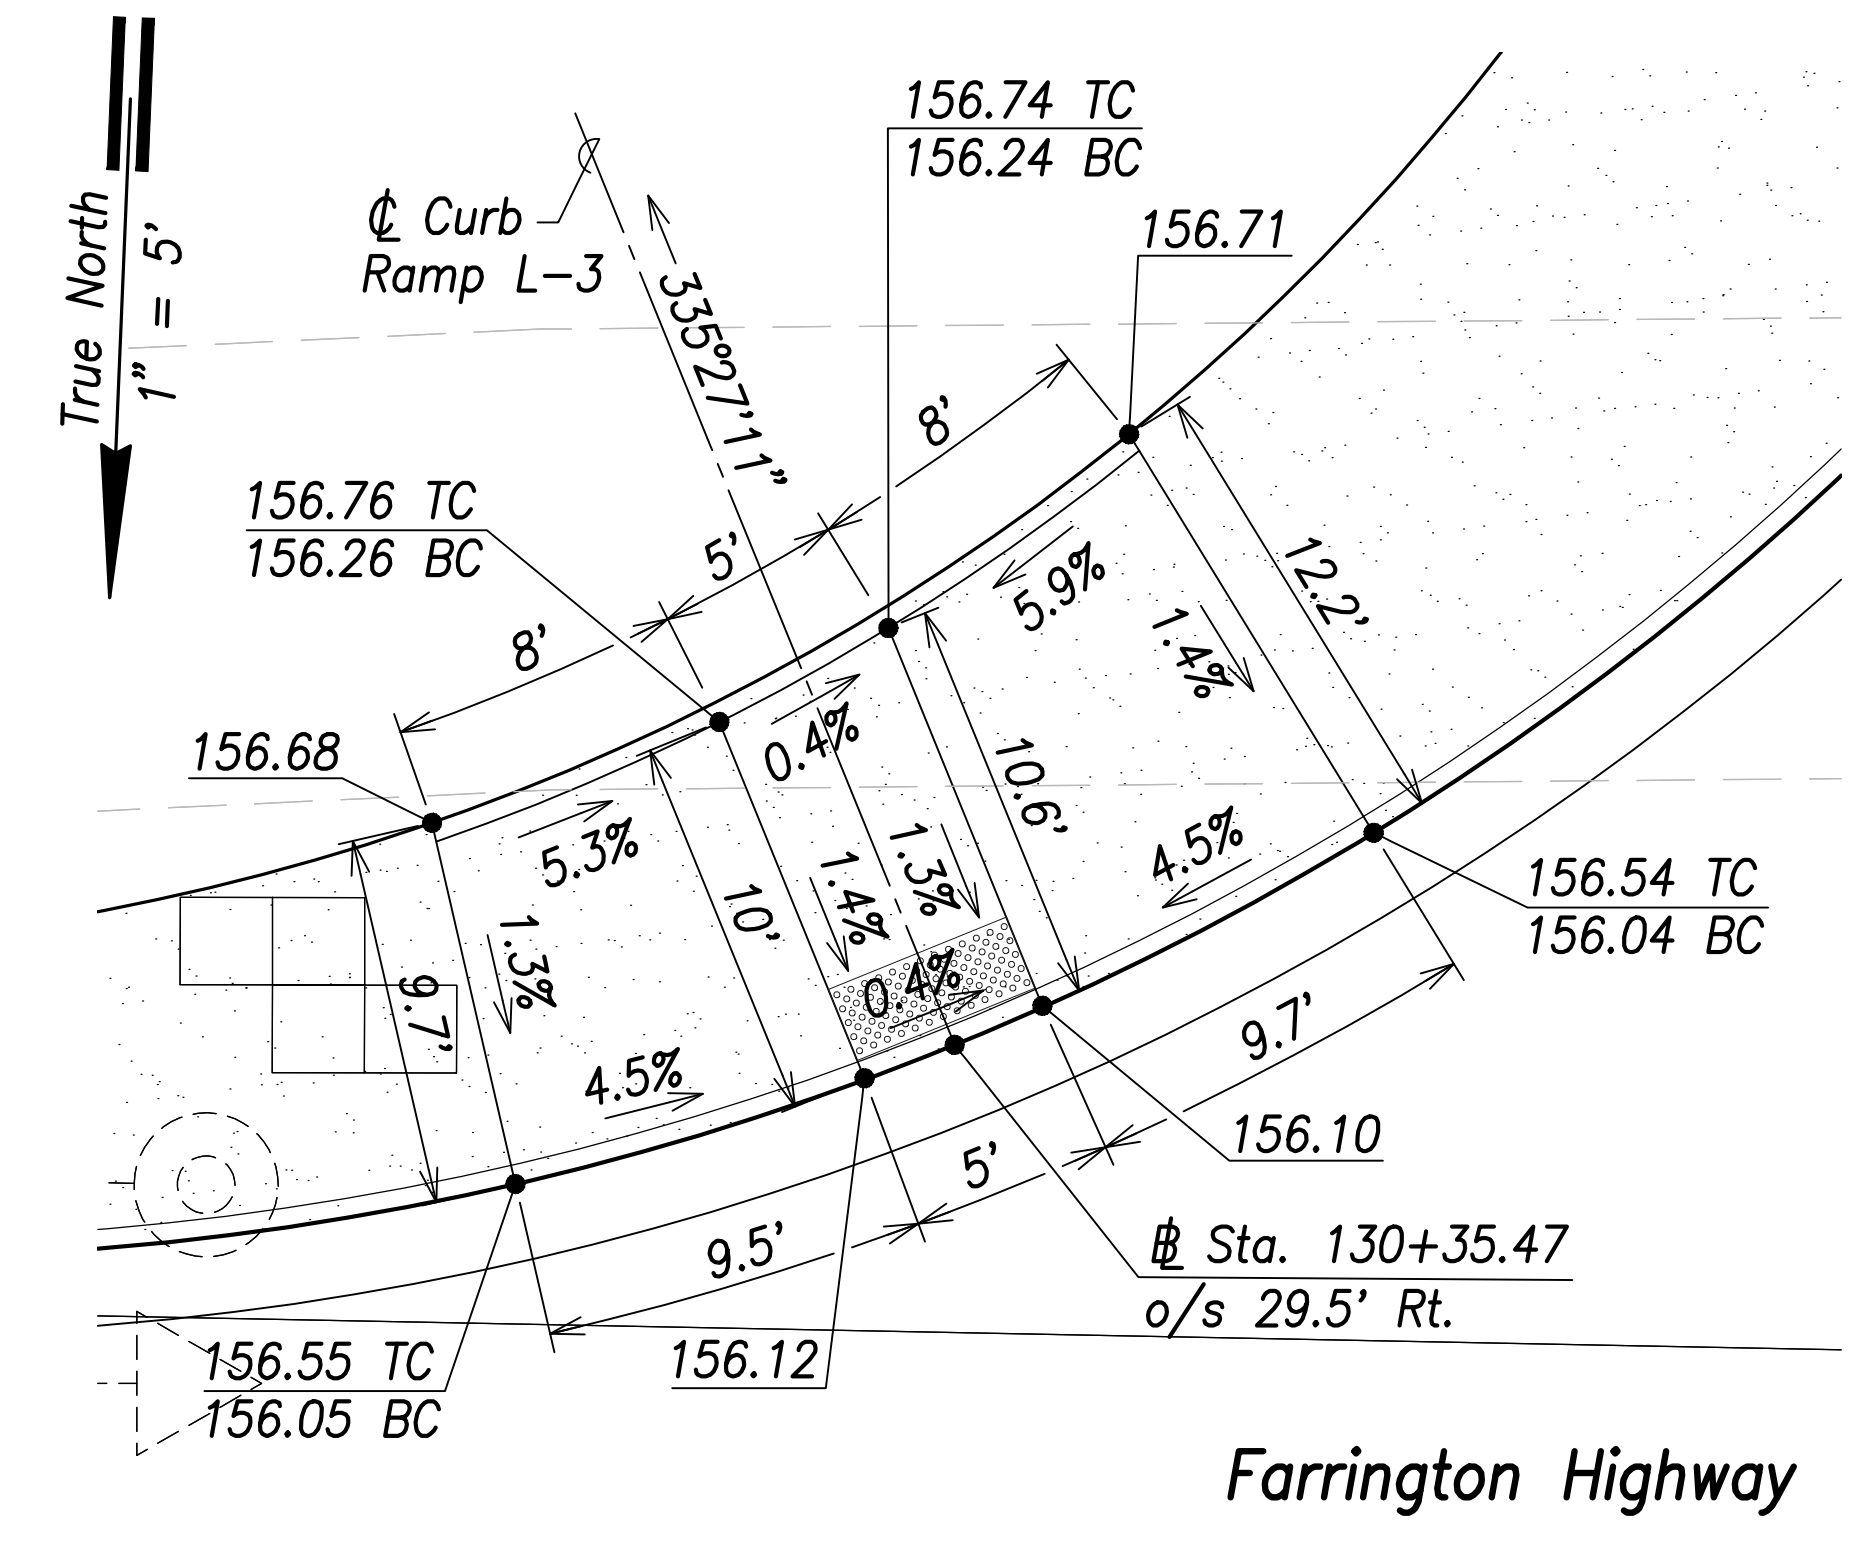 True North
1” = 5’
℄ Curb
Ramp L-3
335°27’11”
156.74 TC
156.24 BC
156.71
156.76 TC
156.26 BC
156.68
8’
5’
8’
12.2’
5.9%
1.4%
0.4%
10.6’
5.3%
10’
1.4%
1.3%
4.5%
9.7’
1.3%
0.4%
4.5%
156.54 TC
156.04 BC
9.7’
5’
9.5’
156.10
BL Sta. 130+35.47
o/s 29.5’ Rt.
156.12
156.55 TC
156.05 BC
Farrington Highway